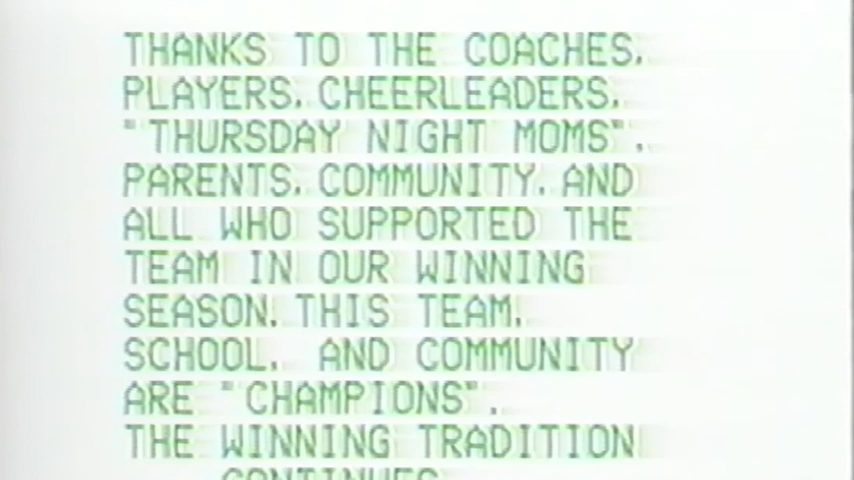 THANKS TO THE COACHES,
PLAYERS, CHEERLEADERS,
"THURSDAY NIGHT MOMS",
PARENTS, COMMUNITY, AND
ALL WHO SUPPORTED THE
TEAM IN OUR WINNING
SEASON. THIS TEAM,
SCHOOL, AND COMMUNITY
ARE "CHAMPIONS".
THE WINNING TRADITION
CONTINUES